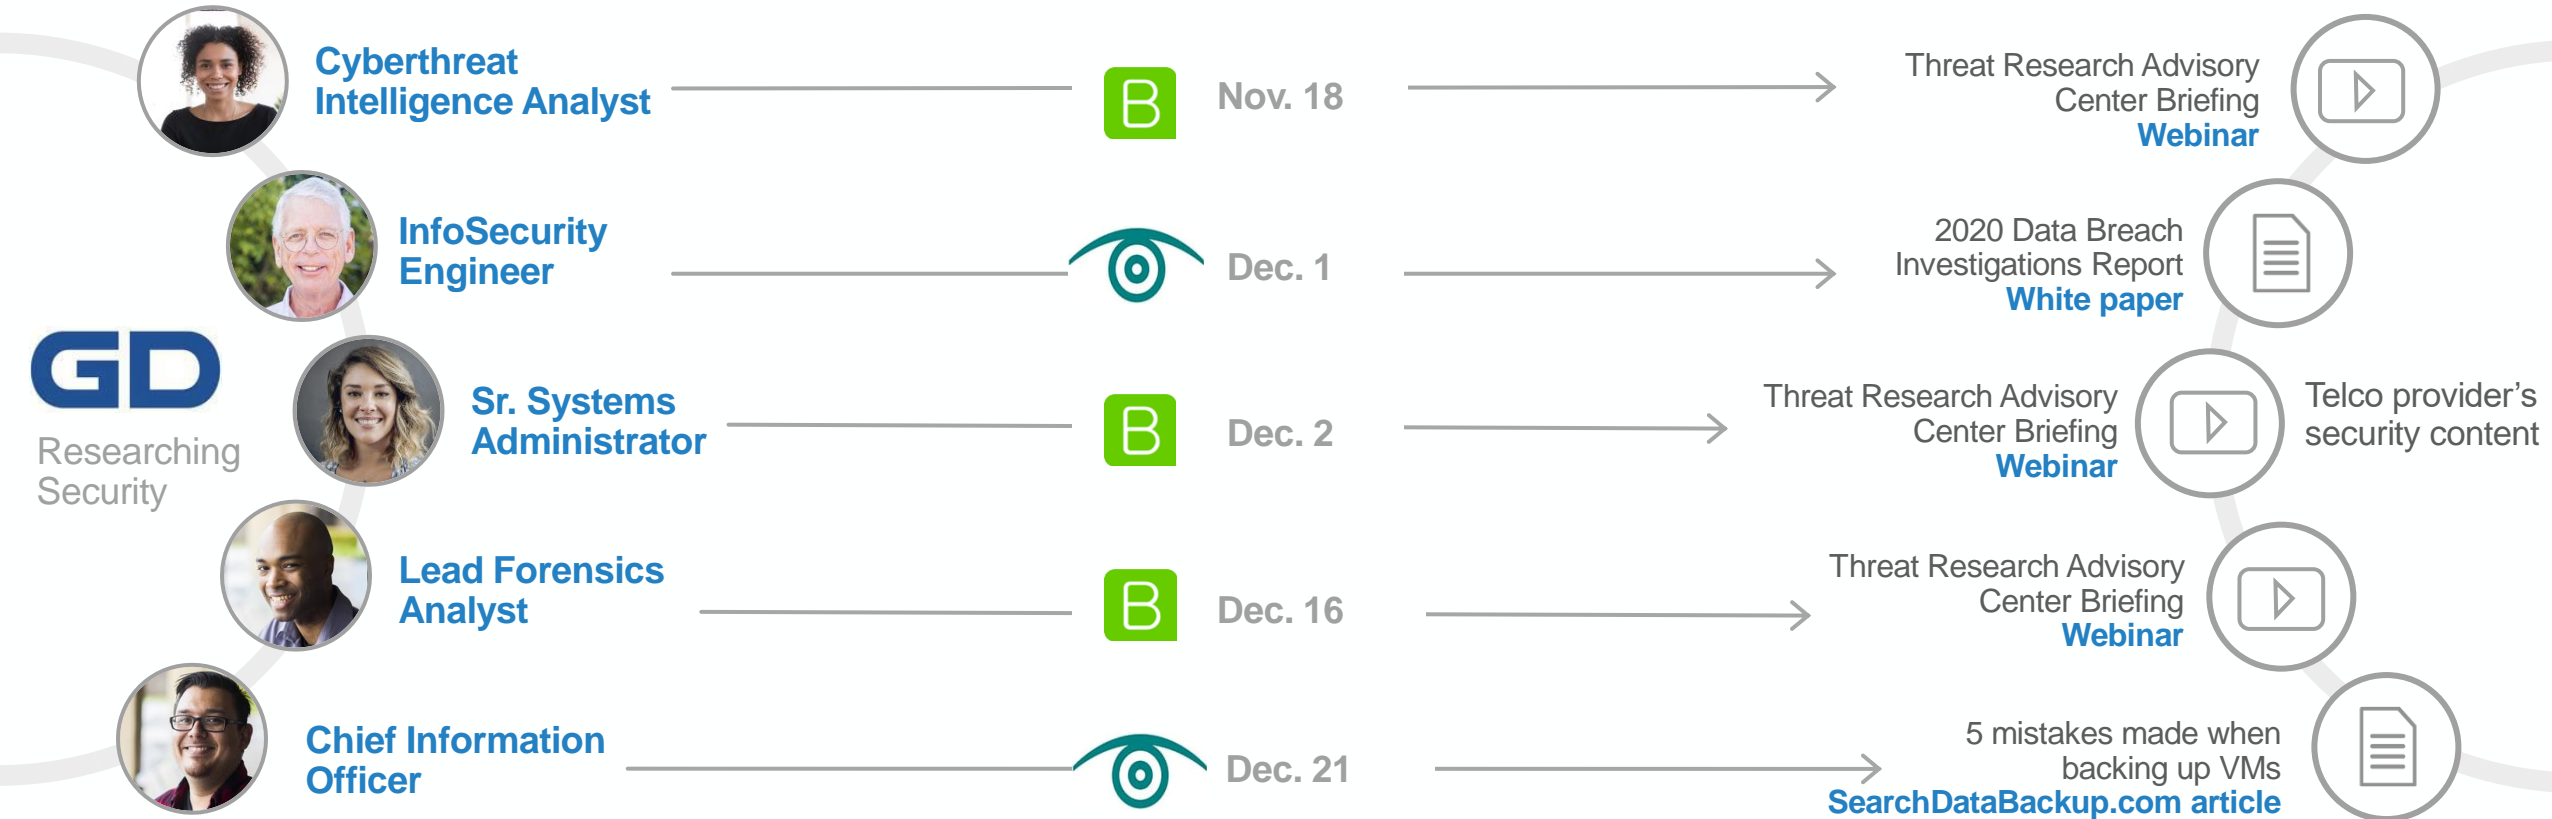 Cyberthreat
Intelligence Analyst
B
Nov. 18
Threat Research Advisory
Center Briefing
Webinar
InfoSecurity
Engineer
Dec. 1
2020 Data Breach
Investigations Report
White paper
GD
Researching
Security
Sr. Systems
Administrator
B
Dec. 2
Threat Research Advisory
Center Briefing
Webinar
Telco provider’s
security content
Lead Forensics
Analyst
B
Dec. 16
Threat Research Advisory
Center Briefing
Webinar
Chief Information
Officer
Dec. 21
5 mistakes made when
backing up VMs
SearchDataBackup.com article